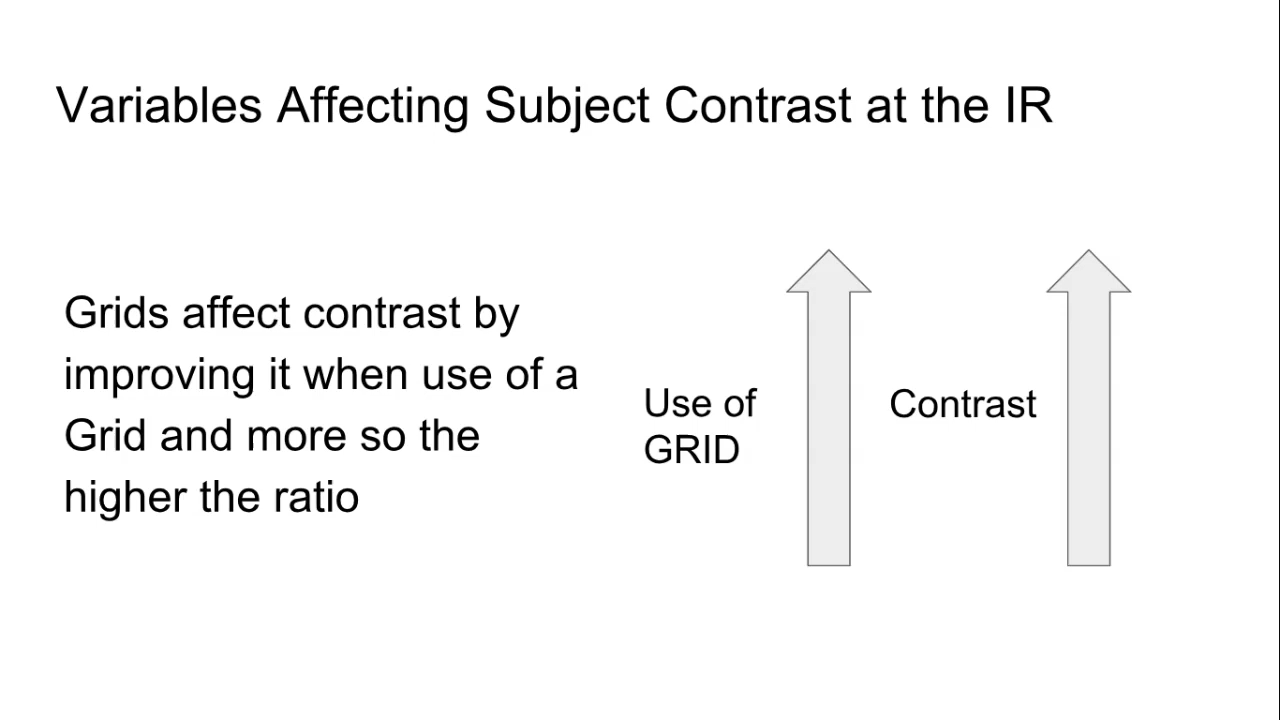 Variables Affecting Subject Contrast at the IR
Grids affect contrast by
improving it when use of a
Grid and more so the
higher the ratio
Use of
GRID
Contrast